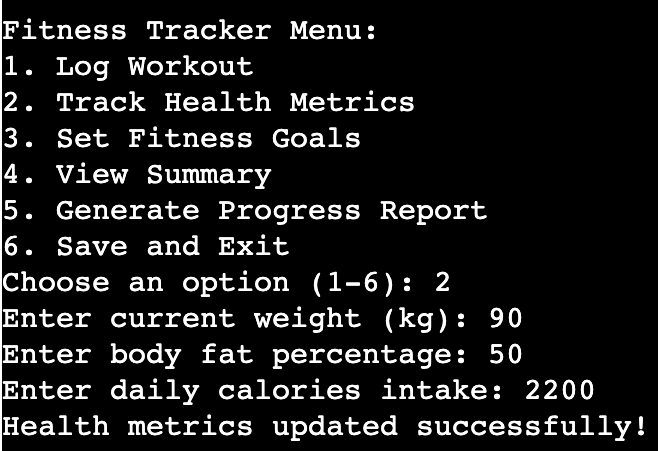 Fitness Tracker Menu:
1. Log Workout
2. Track Health Metrics
3. Set Fitness Goals
4. View Summary
5. Generate Progress Report
6. Save and Exit
Choose an option (1-6): 2
Enter current weight (kg): 90
Enter body fat percentage: 50
Enter daily calories intake: 2200
Health metrics updated successfully!